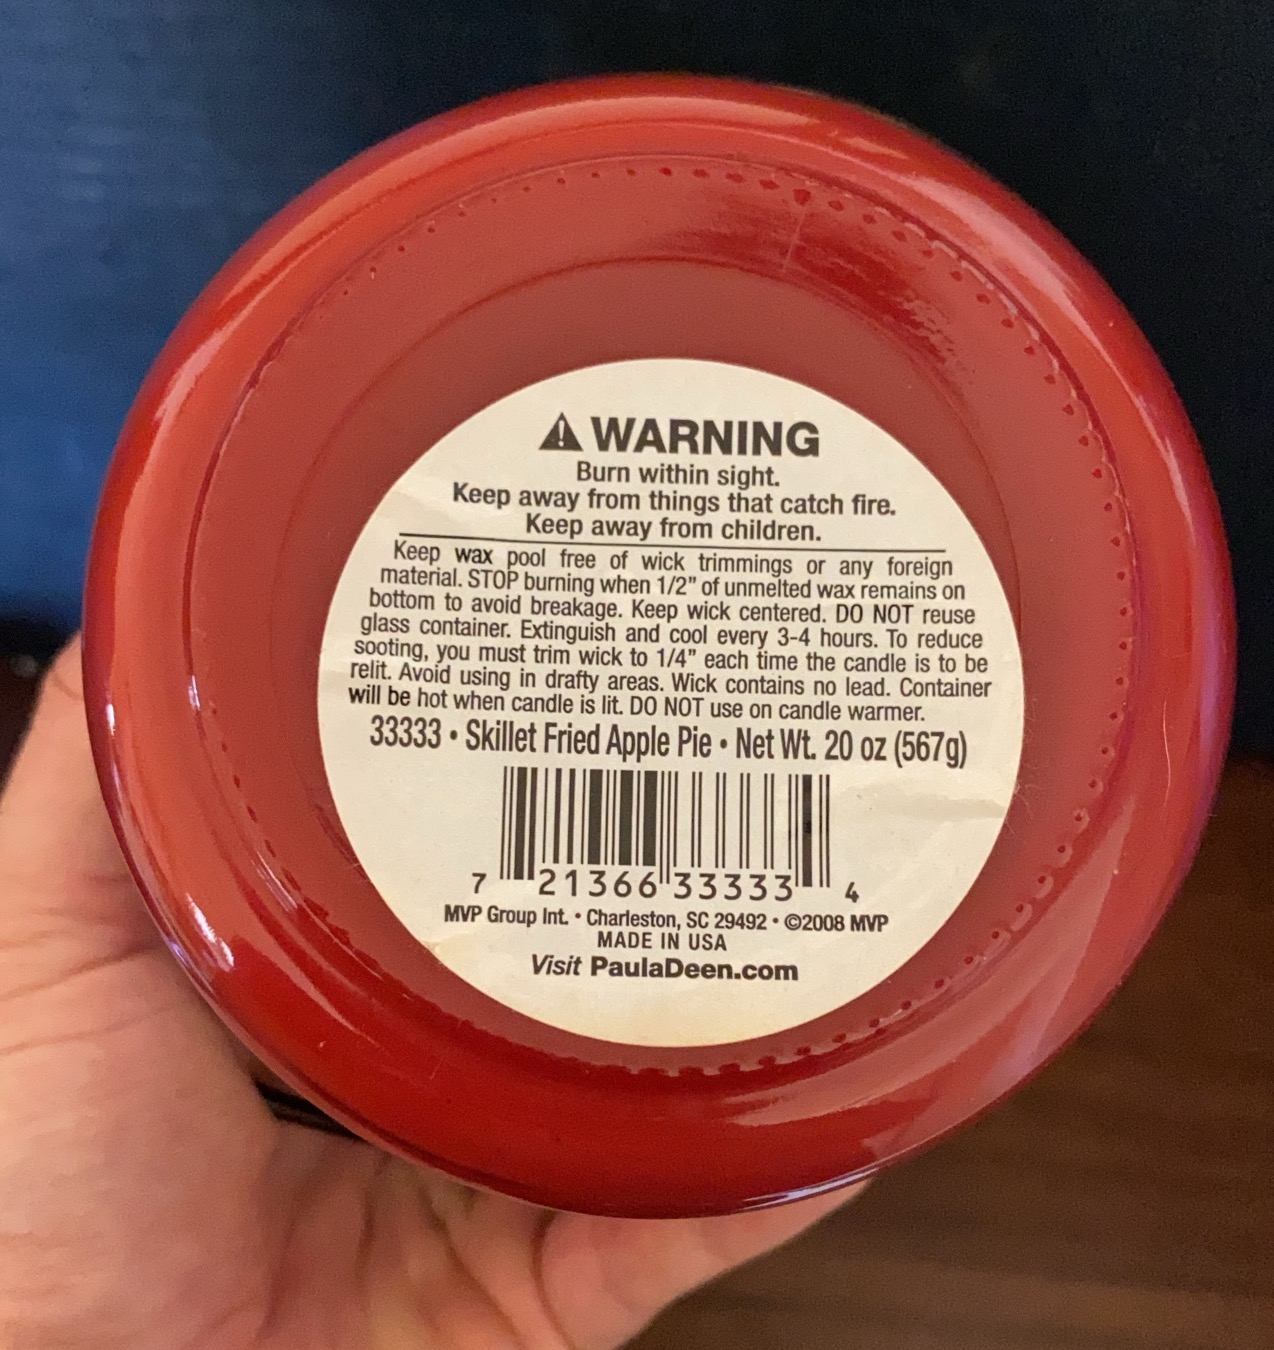 ⚠ WARNING
Burn within sight.
Keep away from things that catch fire.
Keep away from children.
Keep wax pool free of wick trimmings or any foreign
material. STOP burning when 1/2" of unmelted wax remains on
bottom to avoid breakage. Keep wick centered. DO NOT reuse
glass container. Extinguish and cool every 3-4 hours. To reduce
sooting, you must trim wick to 1/4" each time the candle is to be
relit. Avoid using in drafty areas. Wick contains no lead. Container
will be hot when candle is lit. DO NOT use on candle warmer.
33333 • Skillet Fried Apple Pie • Net Wt. 20 oz (567g)
7 21366 33333 4
MVP Group Int. • Charleston, SC 29492 • ©2008 MVP
MADE IN USA
Visit PaulaDeen.com